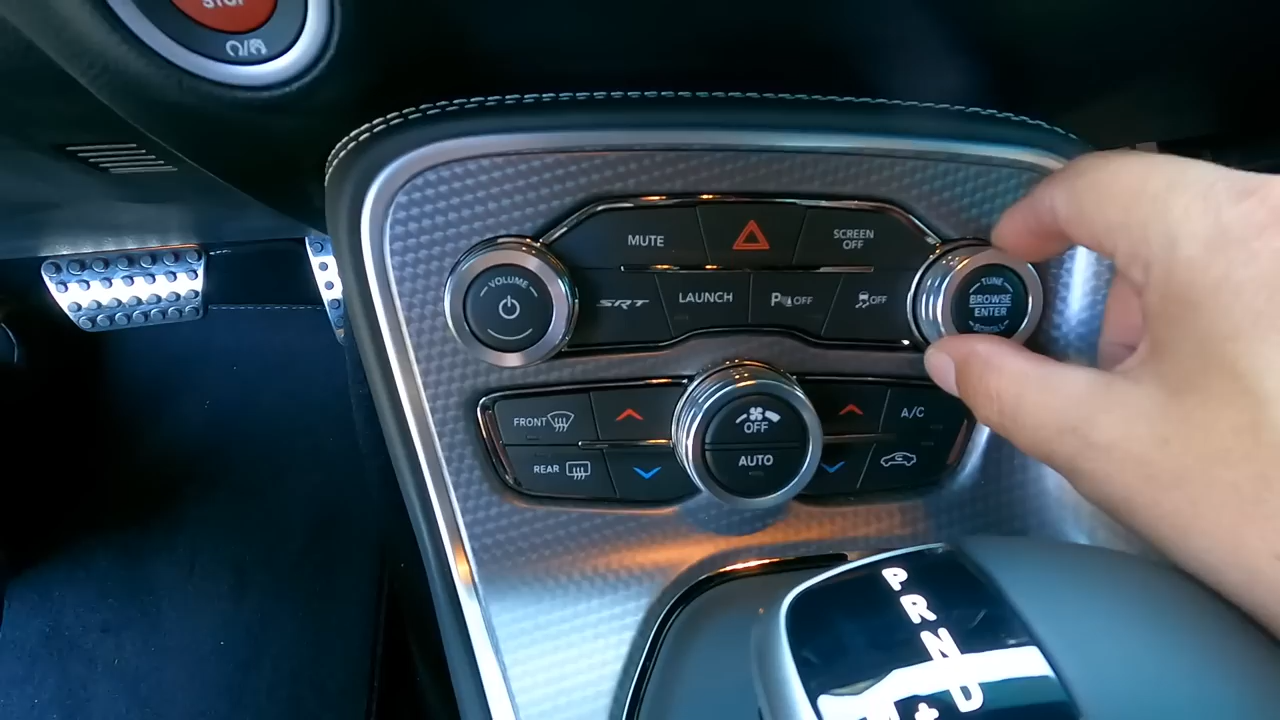 STOP
MUTE
SCREEN
OFF
VOLUME
SRT
LAUNCH
P OFF
OFF
TUNE
BROWSE
ENTER
SCROLL
FRONT
OFF
A/C
REAR
AUTO
P
R
N
D
+